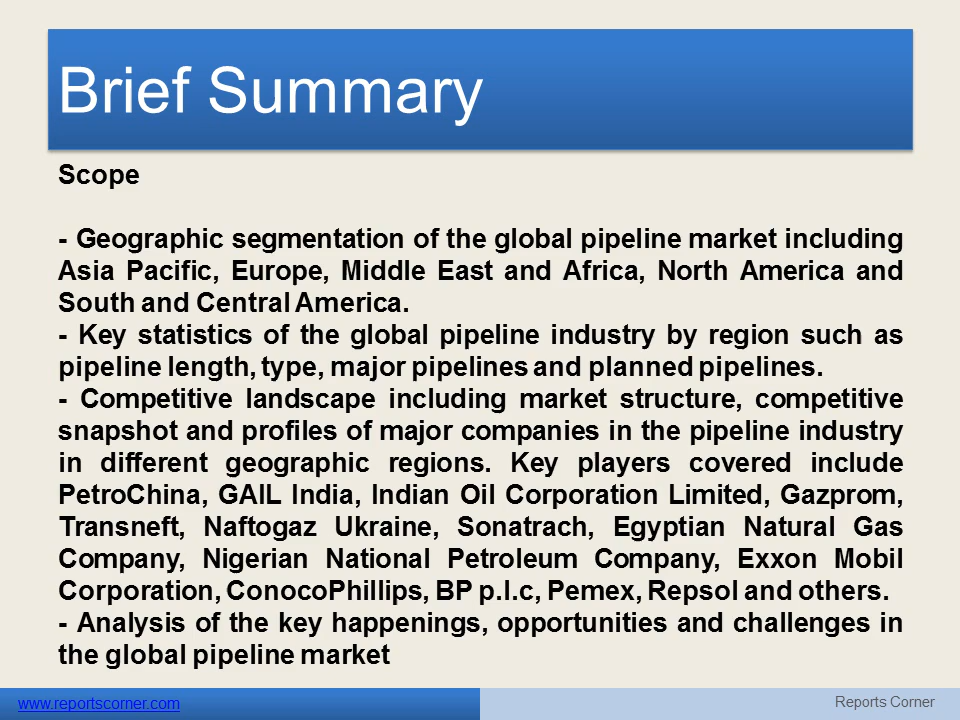 Brief Summary
Scope
- Geographic segmentation of the global pipeline market including
Asia Pacific, Europe, Middle East and Africa, North America and
South and Central America.
- Key statistics of the global pipeline industry by region such as
pipeline length, type, major pipelines and planned pipelines.
- Competitive landscape including market structure, competitive
snapshot and profiles of major companies in the pipeline industry
in different geographic regions. Key players covered include
PetroChina, GAIL India, Indian Oil Corporation Limited, Gazprom,
Transneft, Naftogaz Ukraine, Sonatrach, Egyptian Natural Gas
Company, Nigerian National Petroleum Company, Exxon Mobil
Corporation, ConocoPhillips, BP p.l.c, Pemex, Repsol and others.
- Analysis of the key happenings, opportunities and challenges in
the global pipeline market
www.reportscorner.com
Reports Corner